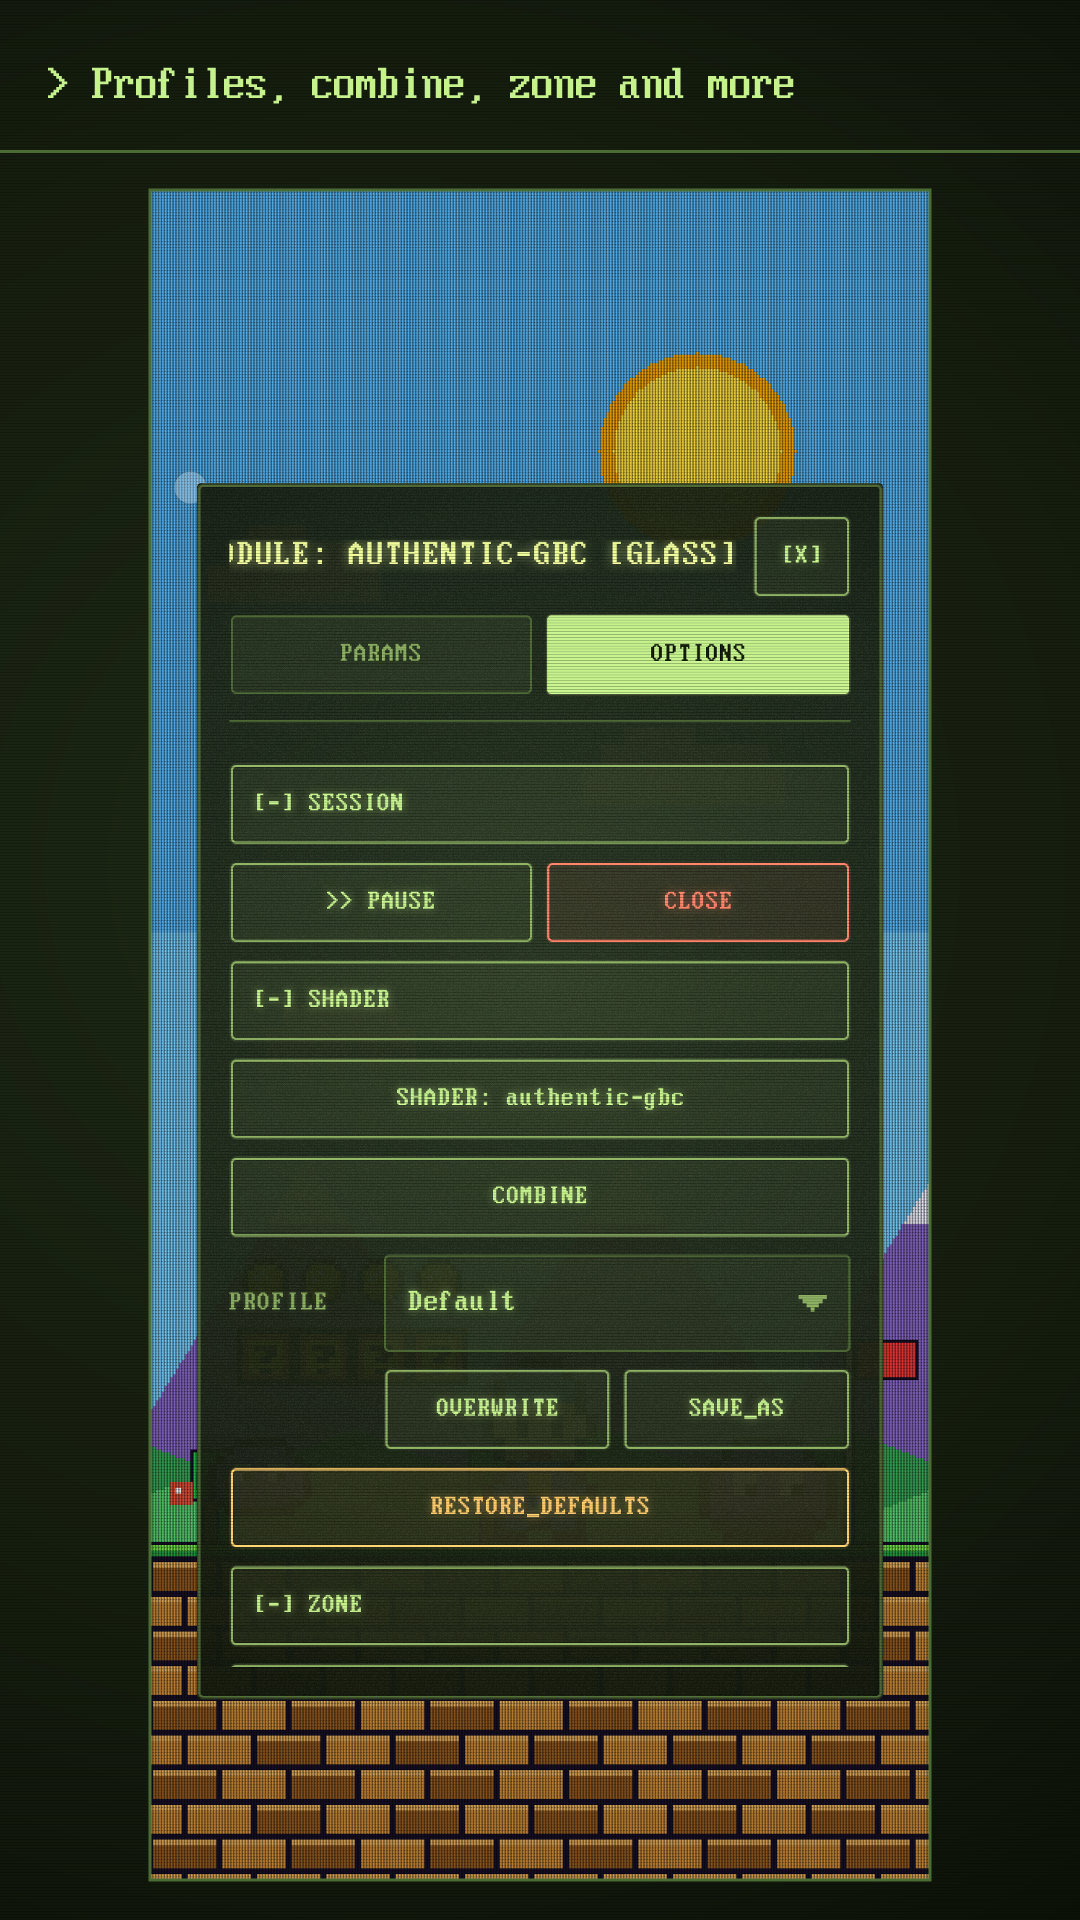 > Profiles, combine, zone and more
DULE: AUTHENTIC-GBC [GLASS]
[X]
PARAMS
OPTIONS
[-] SESSION
>> PAUSE
CLOSE
[-] SHADER
SHADER: authentic-gbc
COMBINE
PROFILE
Default
OVERWRITE
SAVE_AS
RESTORE_DEFAULTS
[-] ZONE